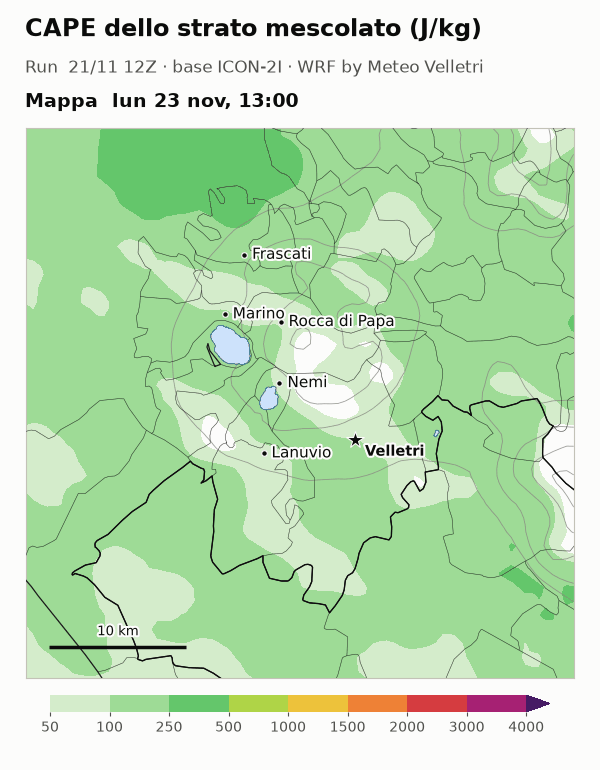 CAPE dello strato mescolato (J/kg)
Run  21/11 12Z · base ICON-2I · WRF by Meteo Velletri
Mappa  lun 23 nov, 13:00
Frascati
Marino
Rocca di Papa
Nemi
Velletri
Lanuvio
10 km
50 100 250 500 1000 1500 2000 3000 4000